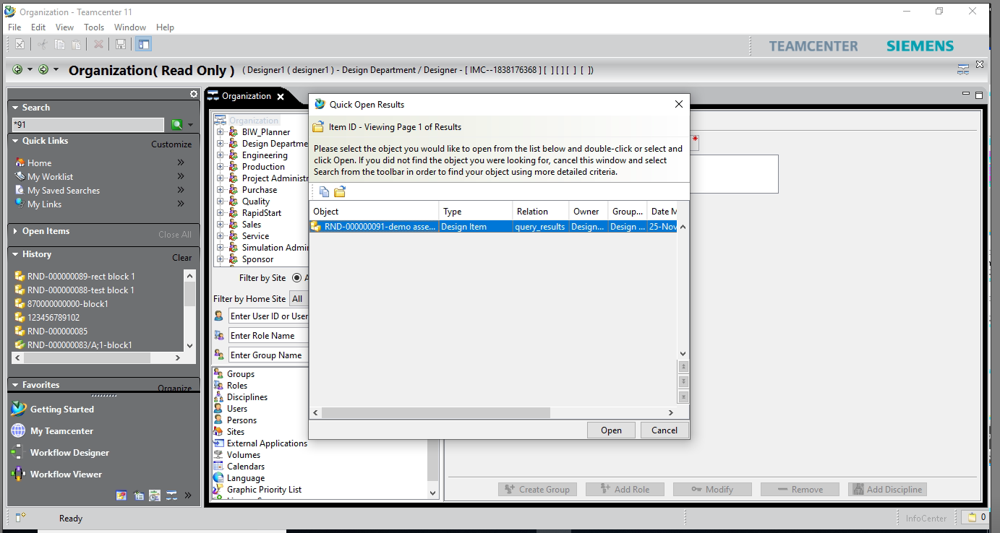 Organization - Teamcenter 11
File Edit View Tools Window Help
TEAMCENTER SIEMENS
Organization( Read Only ) ( Designer1 ( designer1 ) - Design Department / Designer - [ IMC--1838176368 ] [ ] [ ] [ ] [ ])
Search
*91
Quick Links
Customize
Home
My Worklist
My Saved Searches
My Links
Open Items
Close All
History
Clear
RND-000000089-rect block 1
RND-000000088-test block 1
870000000000-block1
123456789102
RND-000000085
RND-000000083/A;1-block1
Favorites
Organize
Getting Started
My Teamcenter
Workflow Designer
Workflow Viewer
Organization
Organization
BIW_Planner
Design Departme
Engineering
Production
Project Administr
Purchase
Quality
RapidStart
Sales
Service
Simulation Admi
Sponsor
Filter by Site A
Filter by Home Site All
Enter User ID or User
Enter Role Name
Enter Group Name
Groups
Roles
Disciplines
Users
Persons
Sites
External Applications
Volumes
Calendars
Language
Graphic Priority List
Quick Open Results
Item ID - Viewing Page 1 of Results
Please select the object you would like to open from the list below and double-click or select and
click Open. If you did not find the object you were looking for, cancel this window and select
Search from the toolbar in order to find your object using more detailed criteria.
Object Type Relation Owner Group... Date M
RND-000000091-demo asse... Design Item query_results Design... Design ... 25-Nov
Open Cancel
*
Create Group Add Role Modify Remove Add Discipline
Ready
InfoCenter 0